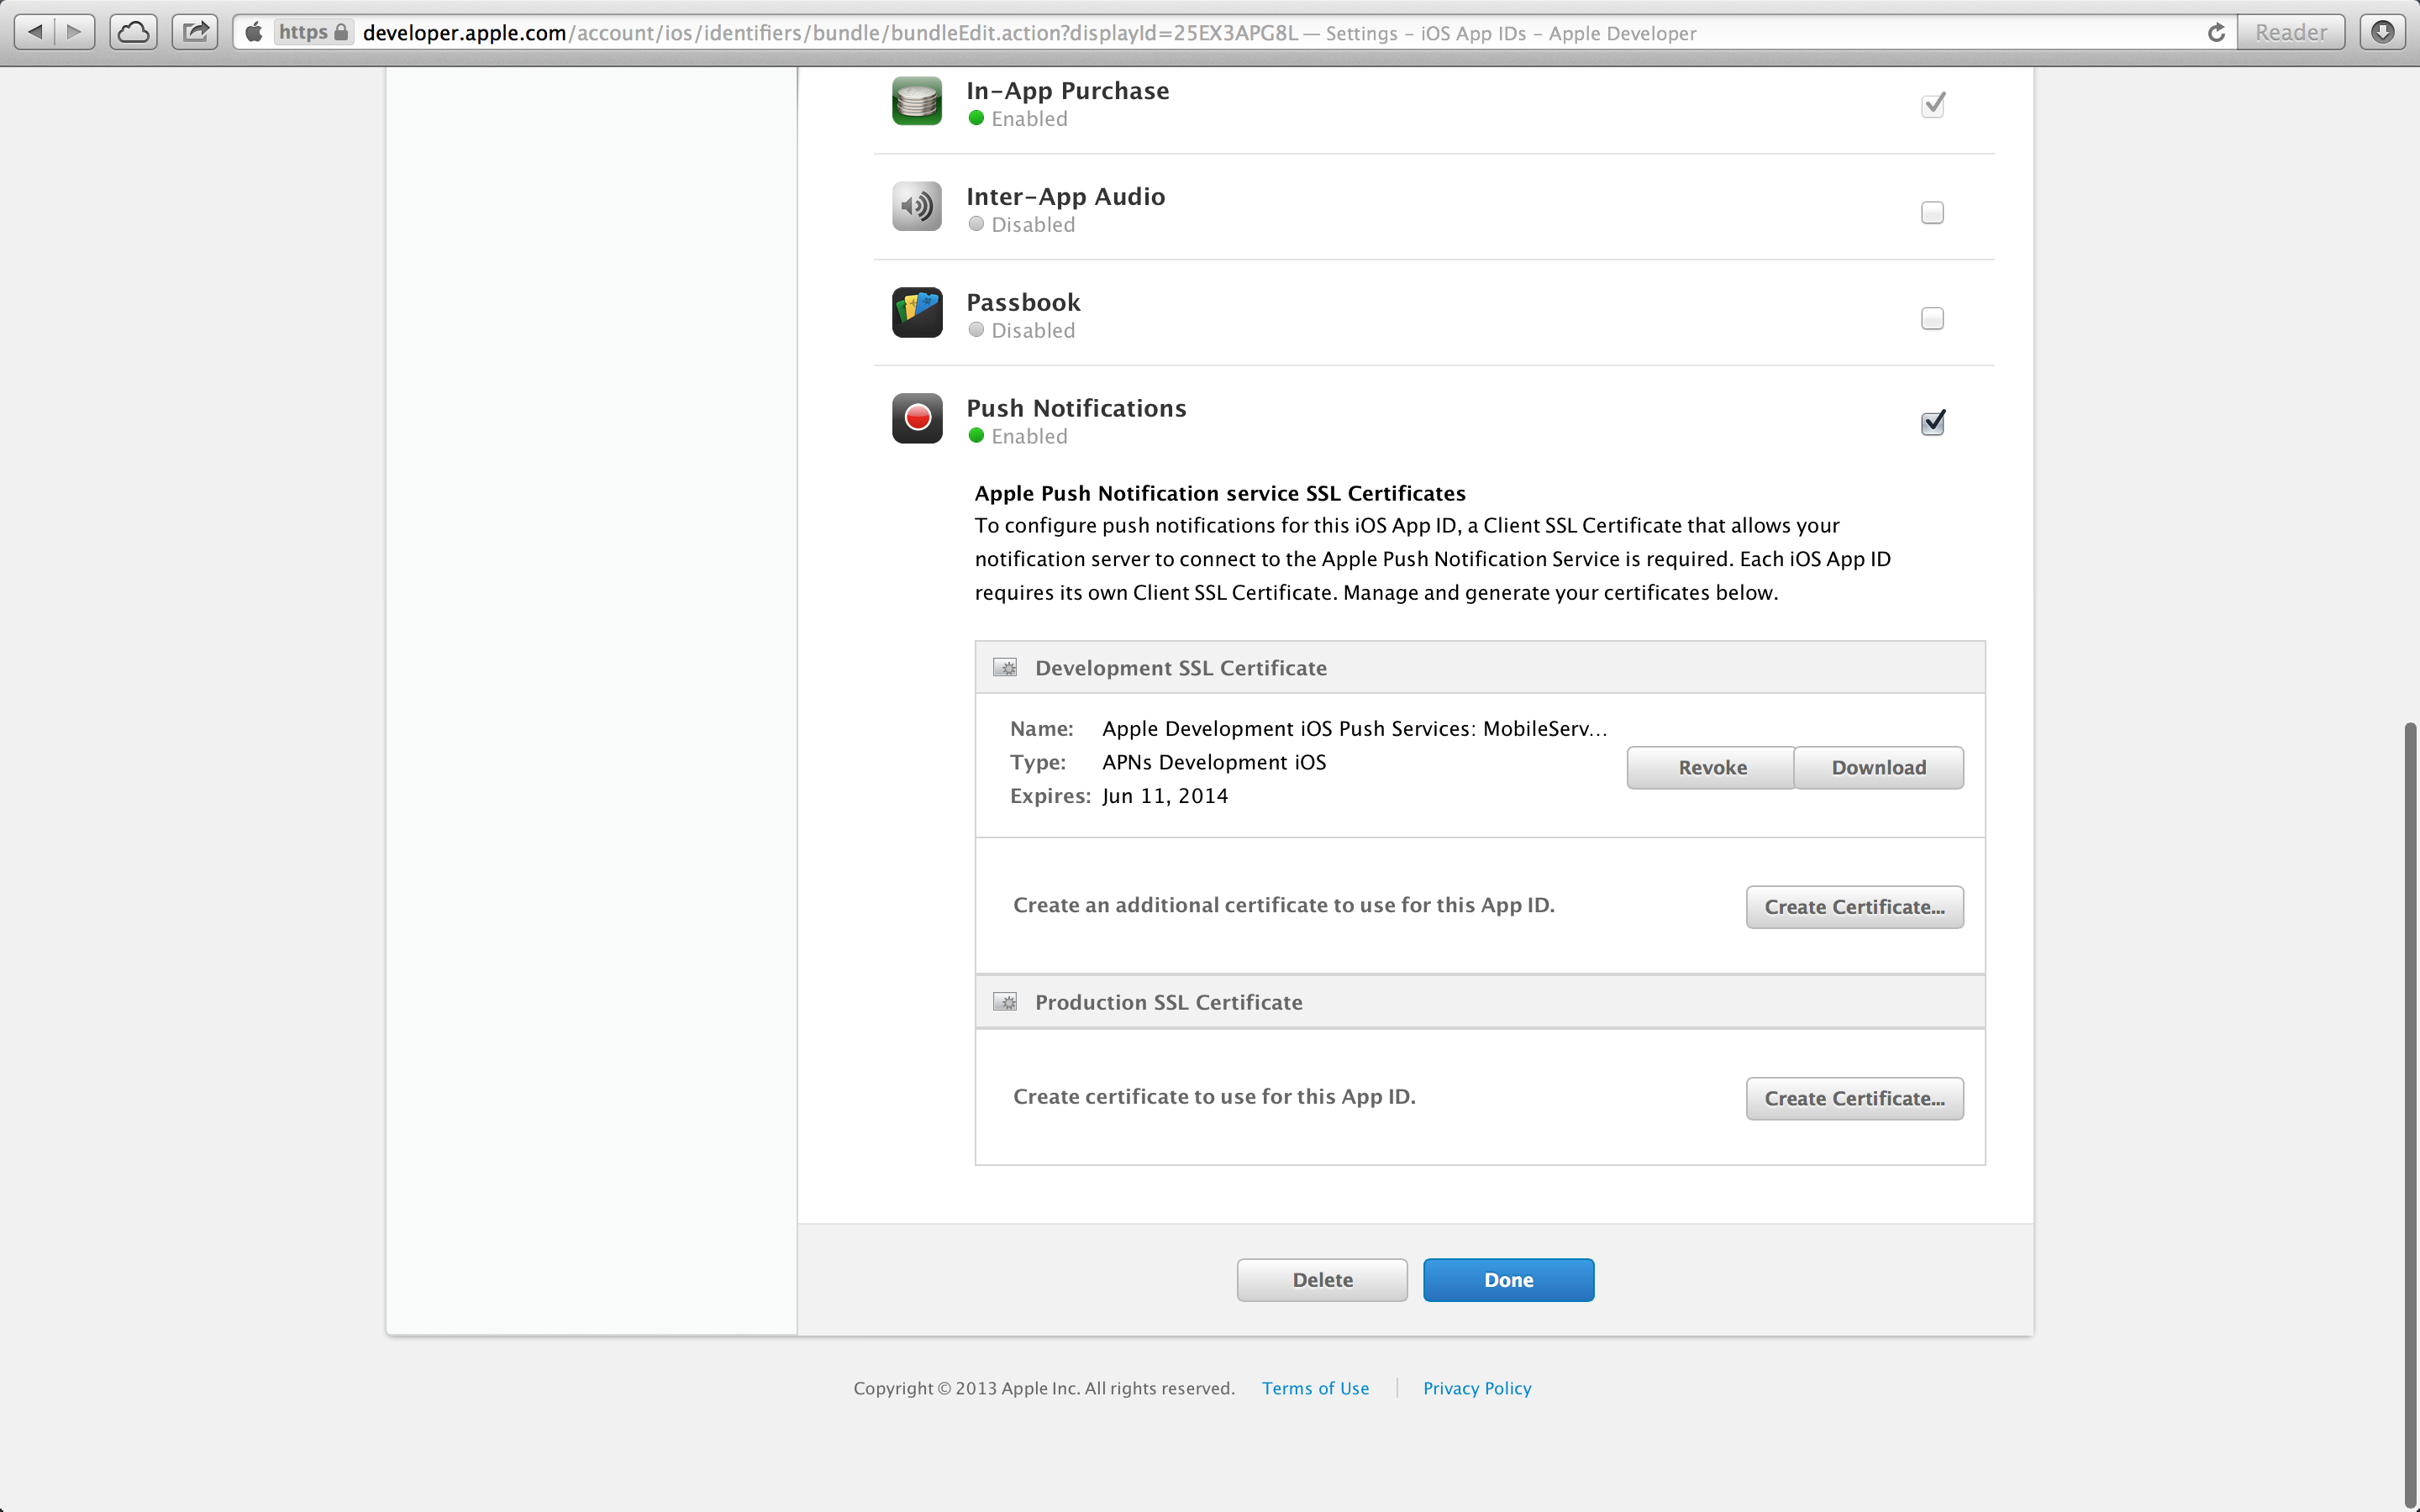 https developer.apple.com/account/ios/identifiers/bundle/bundleEdit.action?displayId=25EX3APG8L — Settings – iOS App IDs – Apple Developer Reader
In-App Purchase
Enabled
Inter-App Audio
Disabled
Passbook
Disabled
Push Notifications
Enabled
Apple Push Notification service SSL Certificates
To configure push notifications for this iOS App ID, a Client SSL Certificate that allows your
notification server to connect to the Apple Push Notification Service is required. Each iOS App ID
requires its own Client SSL Certificate. Manage and generate your certificates below.
Development SSL Certificate
Name: Apple Development iOS Push Services: MobileServ...
Type: APNs Development iOS
Revoke Download
Expires: Jun 11, 2014
Create an additional certificate to use for this App ID. Create Certificate...
Production SSL Certificate
Create certificate to use for this App ID. Create Certificate...
Delete Done
Copyright © 2013 Apple Inc. All rights reserved. Terms of Use | Privacy Policy